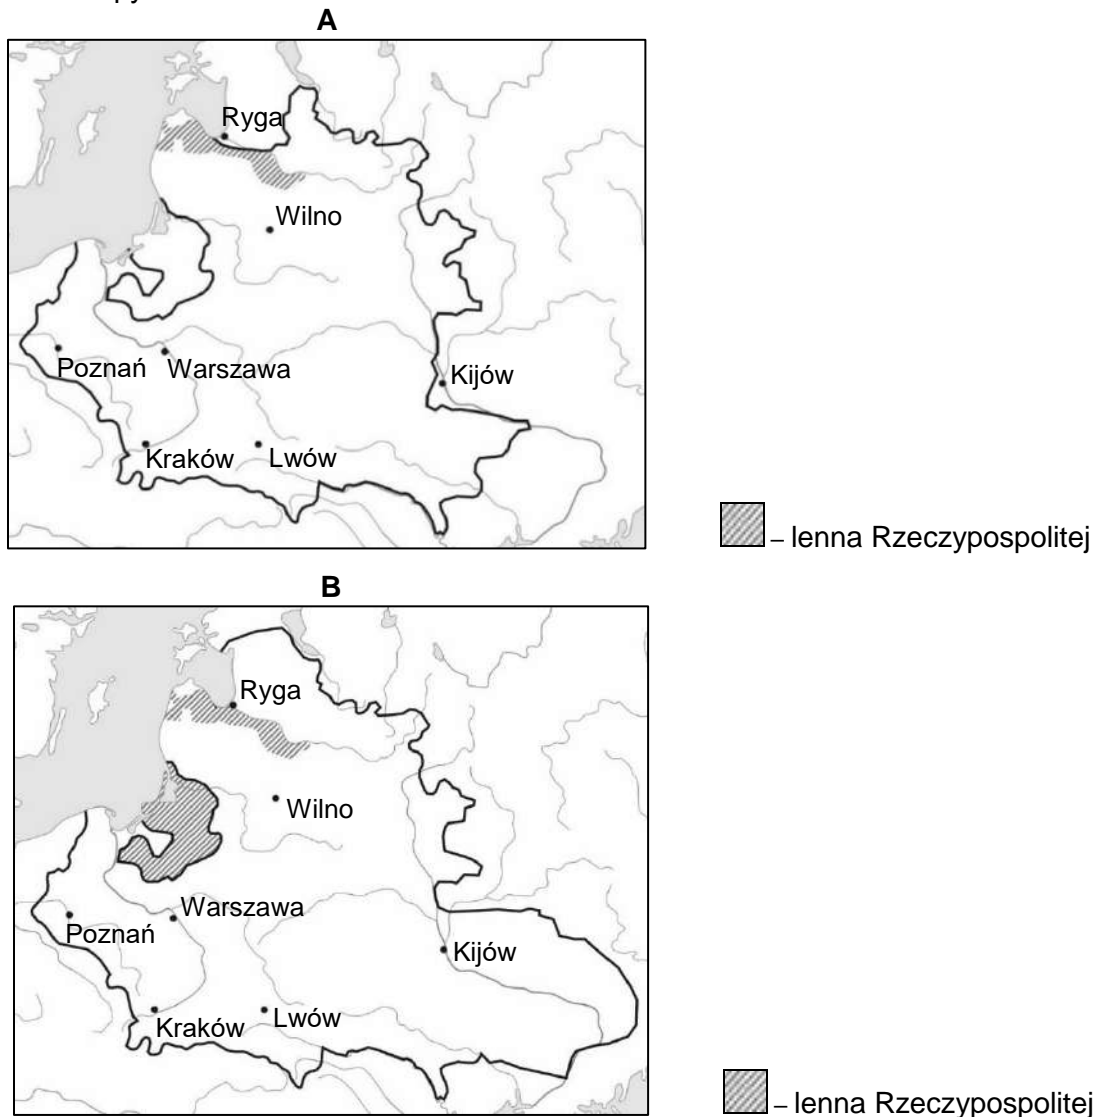 A
Ryga
Wilno
Poznań
Warszawa
Kijów
Kraków
Lwów
– lenna Rzeczypospolitej
B
Ryga
Wilno
Warszawa
Poznań
Kijów
Lwów
Kraków
– lenna Rzeczypospolitej